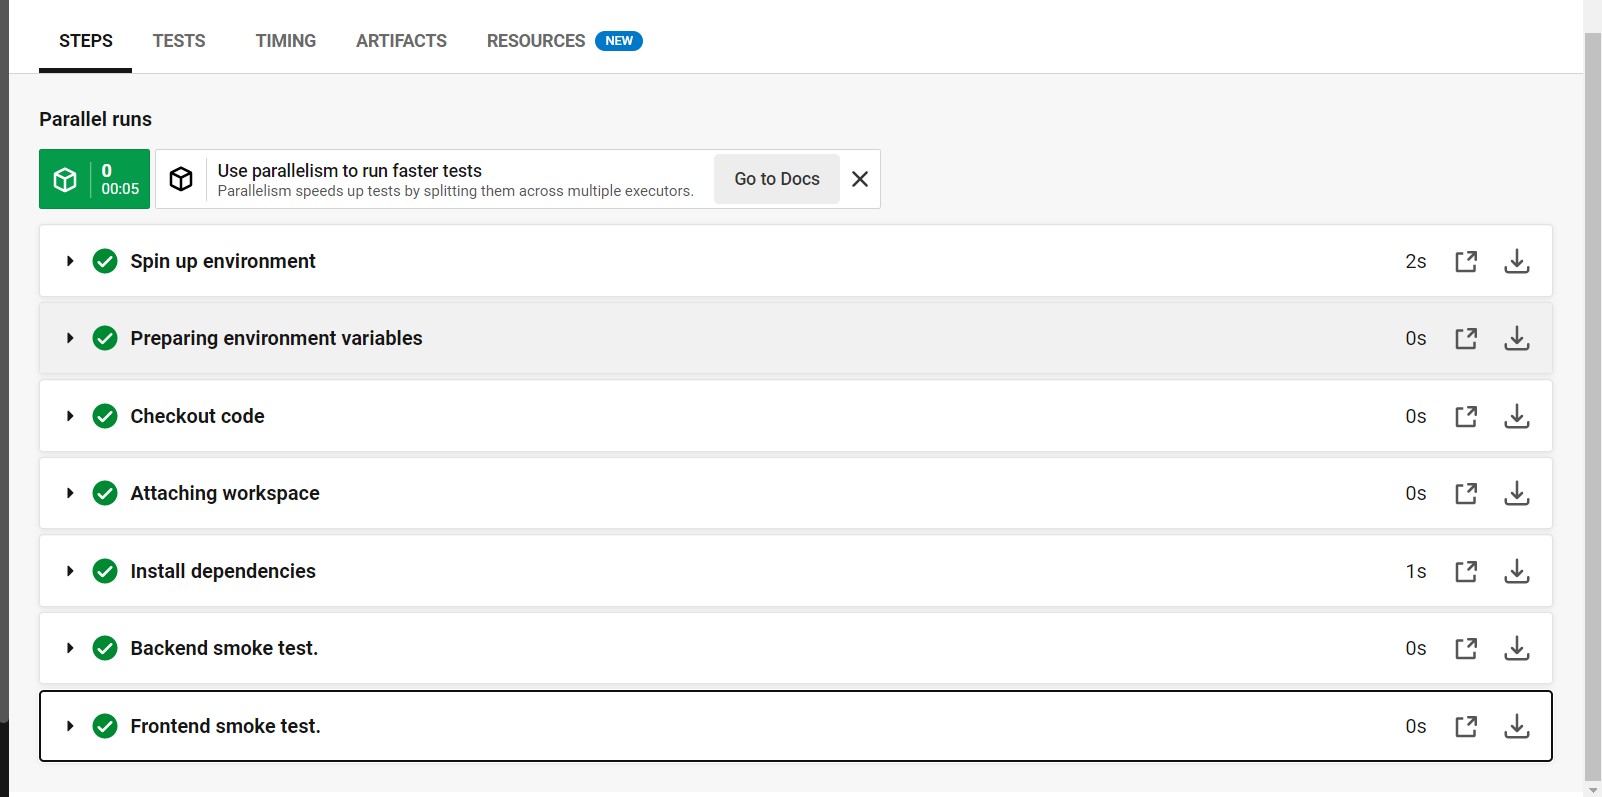 STEPS TESTS TIMING ARTIFACTS RESOURCES NEW
Parallel runs
0
00:05
Use parallelism to run faster tests
Parallelism speeds up tests by splitting them across multiple executors.
Go to Docs
Spin up environment 2s
Preparing environment variables 0s
Checkout code 0s
Attaching workspace 0s
Install dependencies 1s
Backend smoke test. 0s
Frontend smoke test. 0s